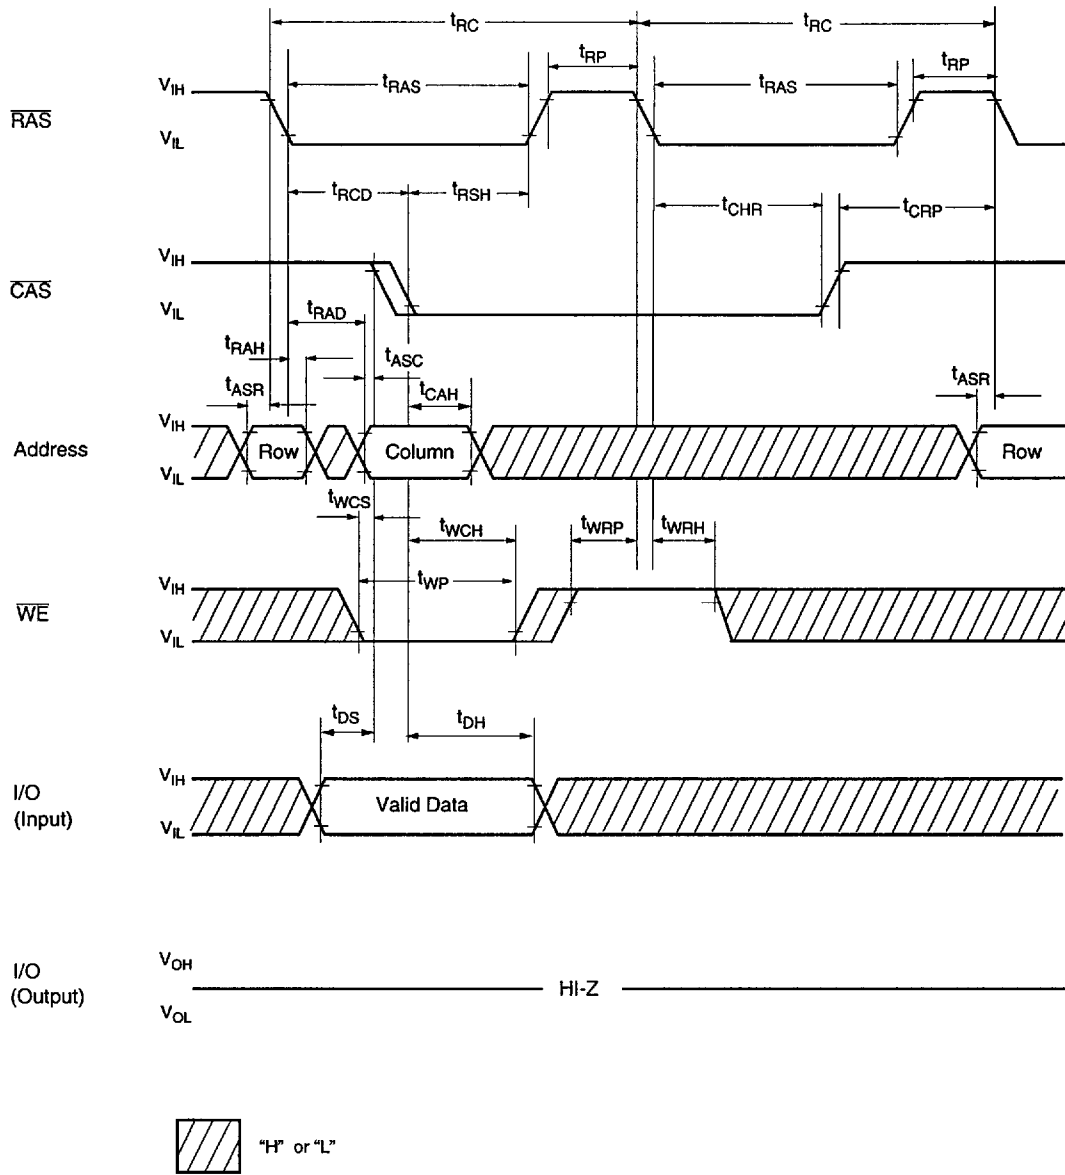 tRC tRC
tRP tRP
tRAS tRAS
VIH
RAS
VIL
tRCD tRSH
tCHR tCRP
VIH
CAS
VIL
tRAD
tRAH
tASC
tASR tCAH tASR
VIH
Address Row Column Row
VIL
tWCS
tWCH tWRP tWRH
tWP
VIH
WE
VIL
tDS tDH
VIH
I/O
(Input) Valid Data
VIL
VOH
I/O
(Output) HI-Z
VOL
"H" or "L"